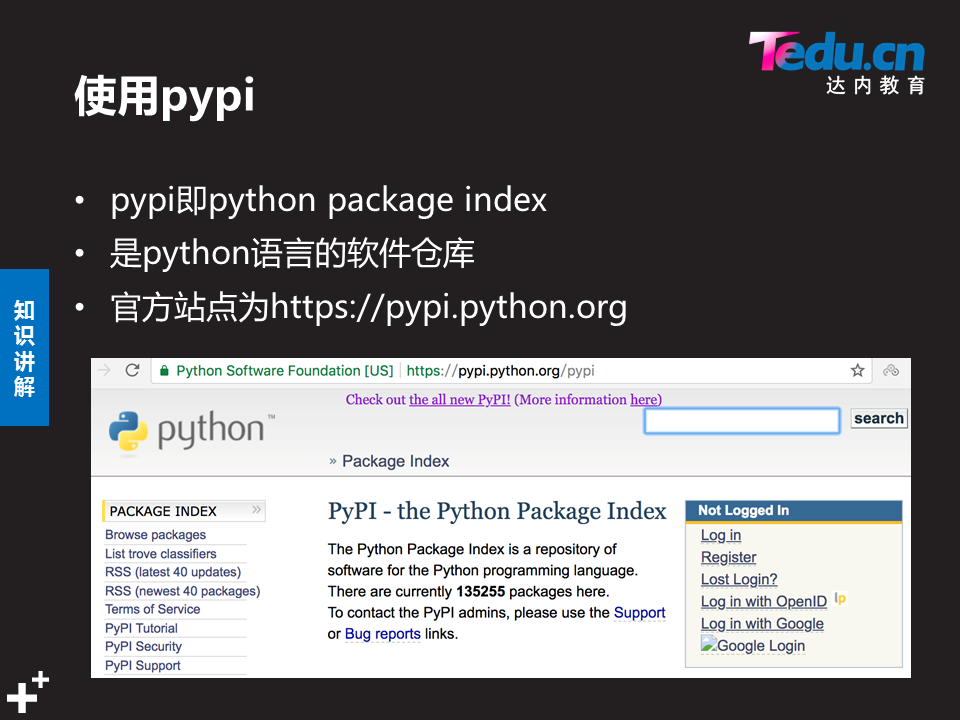 Tedu.cn
达内教育
使用pypi
• pypi即python package index
• 是python语言的软件仓库
• 官方站点为https://pypi.python.org
知识讲解
Python Software Foundation [US] | https://pypi.python.org/pypi
Check out the all new PyPI! (More information here)
python™
search
» Package Index
PACKAGE INDEX »
Browse packages
List trove classifiers
RSS (latest 40 updates)
RSS (newest 40 packages)
Terms of Service
PyPI Tutorial
PyPI Security
PyPI Support
PyPI - the Python Package Index
The Python Package Index is a repository of
software for the Python programming language.
There are currently 135255 packages here.
To contact the PyPI admins, please use the Support
or Bug reports links.
Not Logged In
Log in
Register
Lost Login?
Log in with OpenID lp
Log in with Google
Google Login